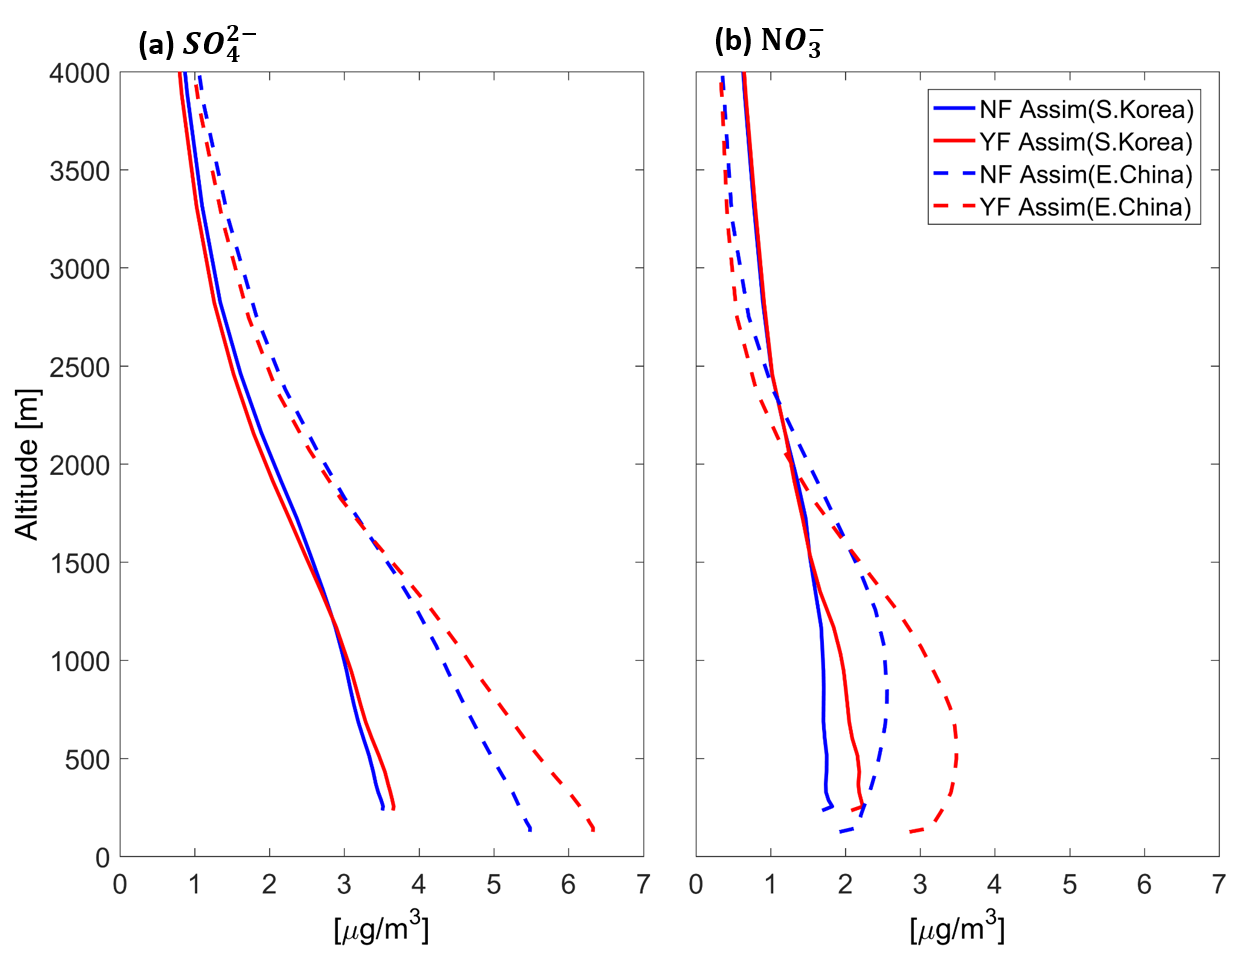 (a) SO₄²⁻
(b) NO₃⁻
4000
3500
3000
2500
2000
1500
1000
500
0
Altitude [m]
0 1 2 3 4 5 6 7
[μg/m³]
NF Assim(S.Korea)
YF Assim(S.Korea)
NF Assim(E.China)
YF Assim(E.China)
0 1 2 3 4 5 6 7
[μg/m³]